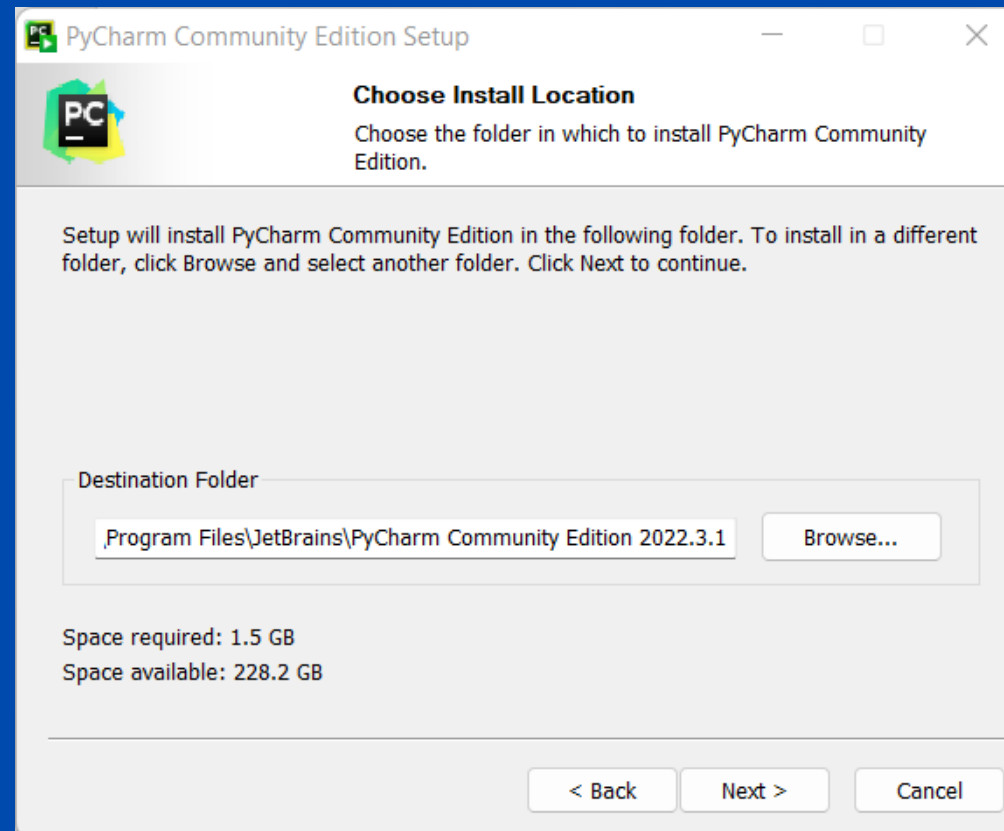 PyCharm Community Edition Setup
PC
Choose Install Location
Choose the folder in which to install PyCharm Community
Edition.
Setup will install PyCharm Community Edition in the following folder. To install in a different
folder, click Browse and select another folder. Click Next to continue.
Destination Folder
Program Files\JetBrains\PyCharm Community Edition 2022.3.1
Browse...
Space required: 1.5 GB
Space available: 228.2 GB
< Back
Next >
Cancel